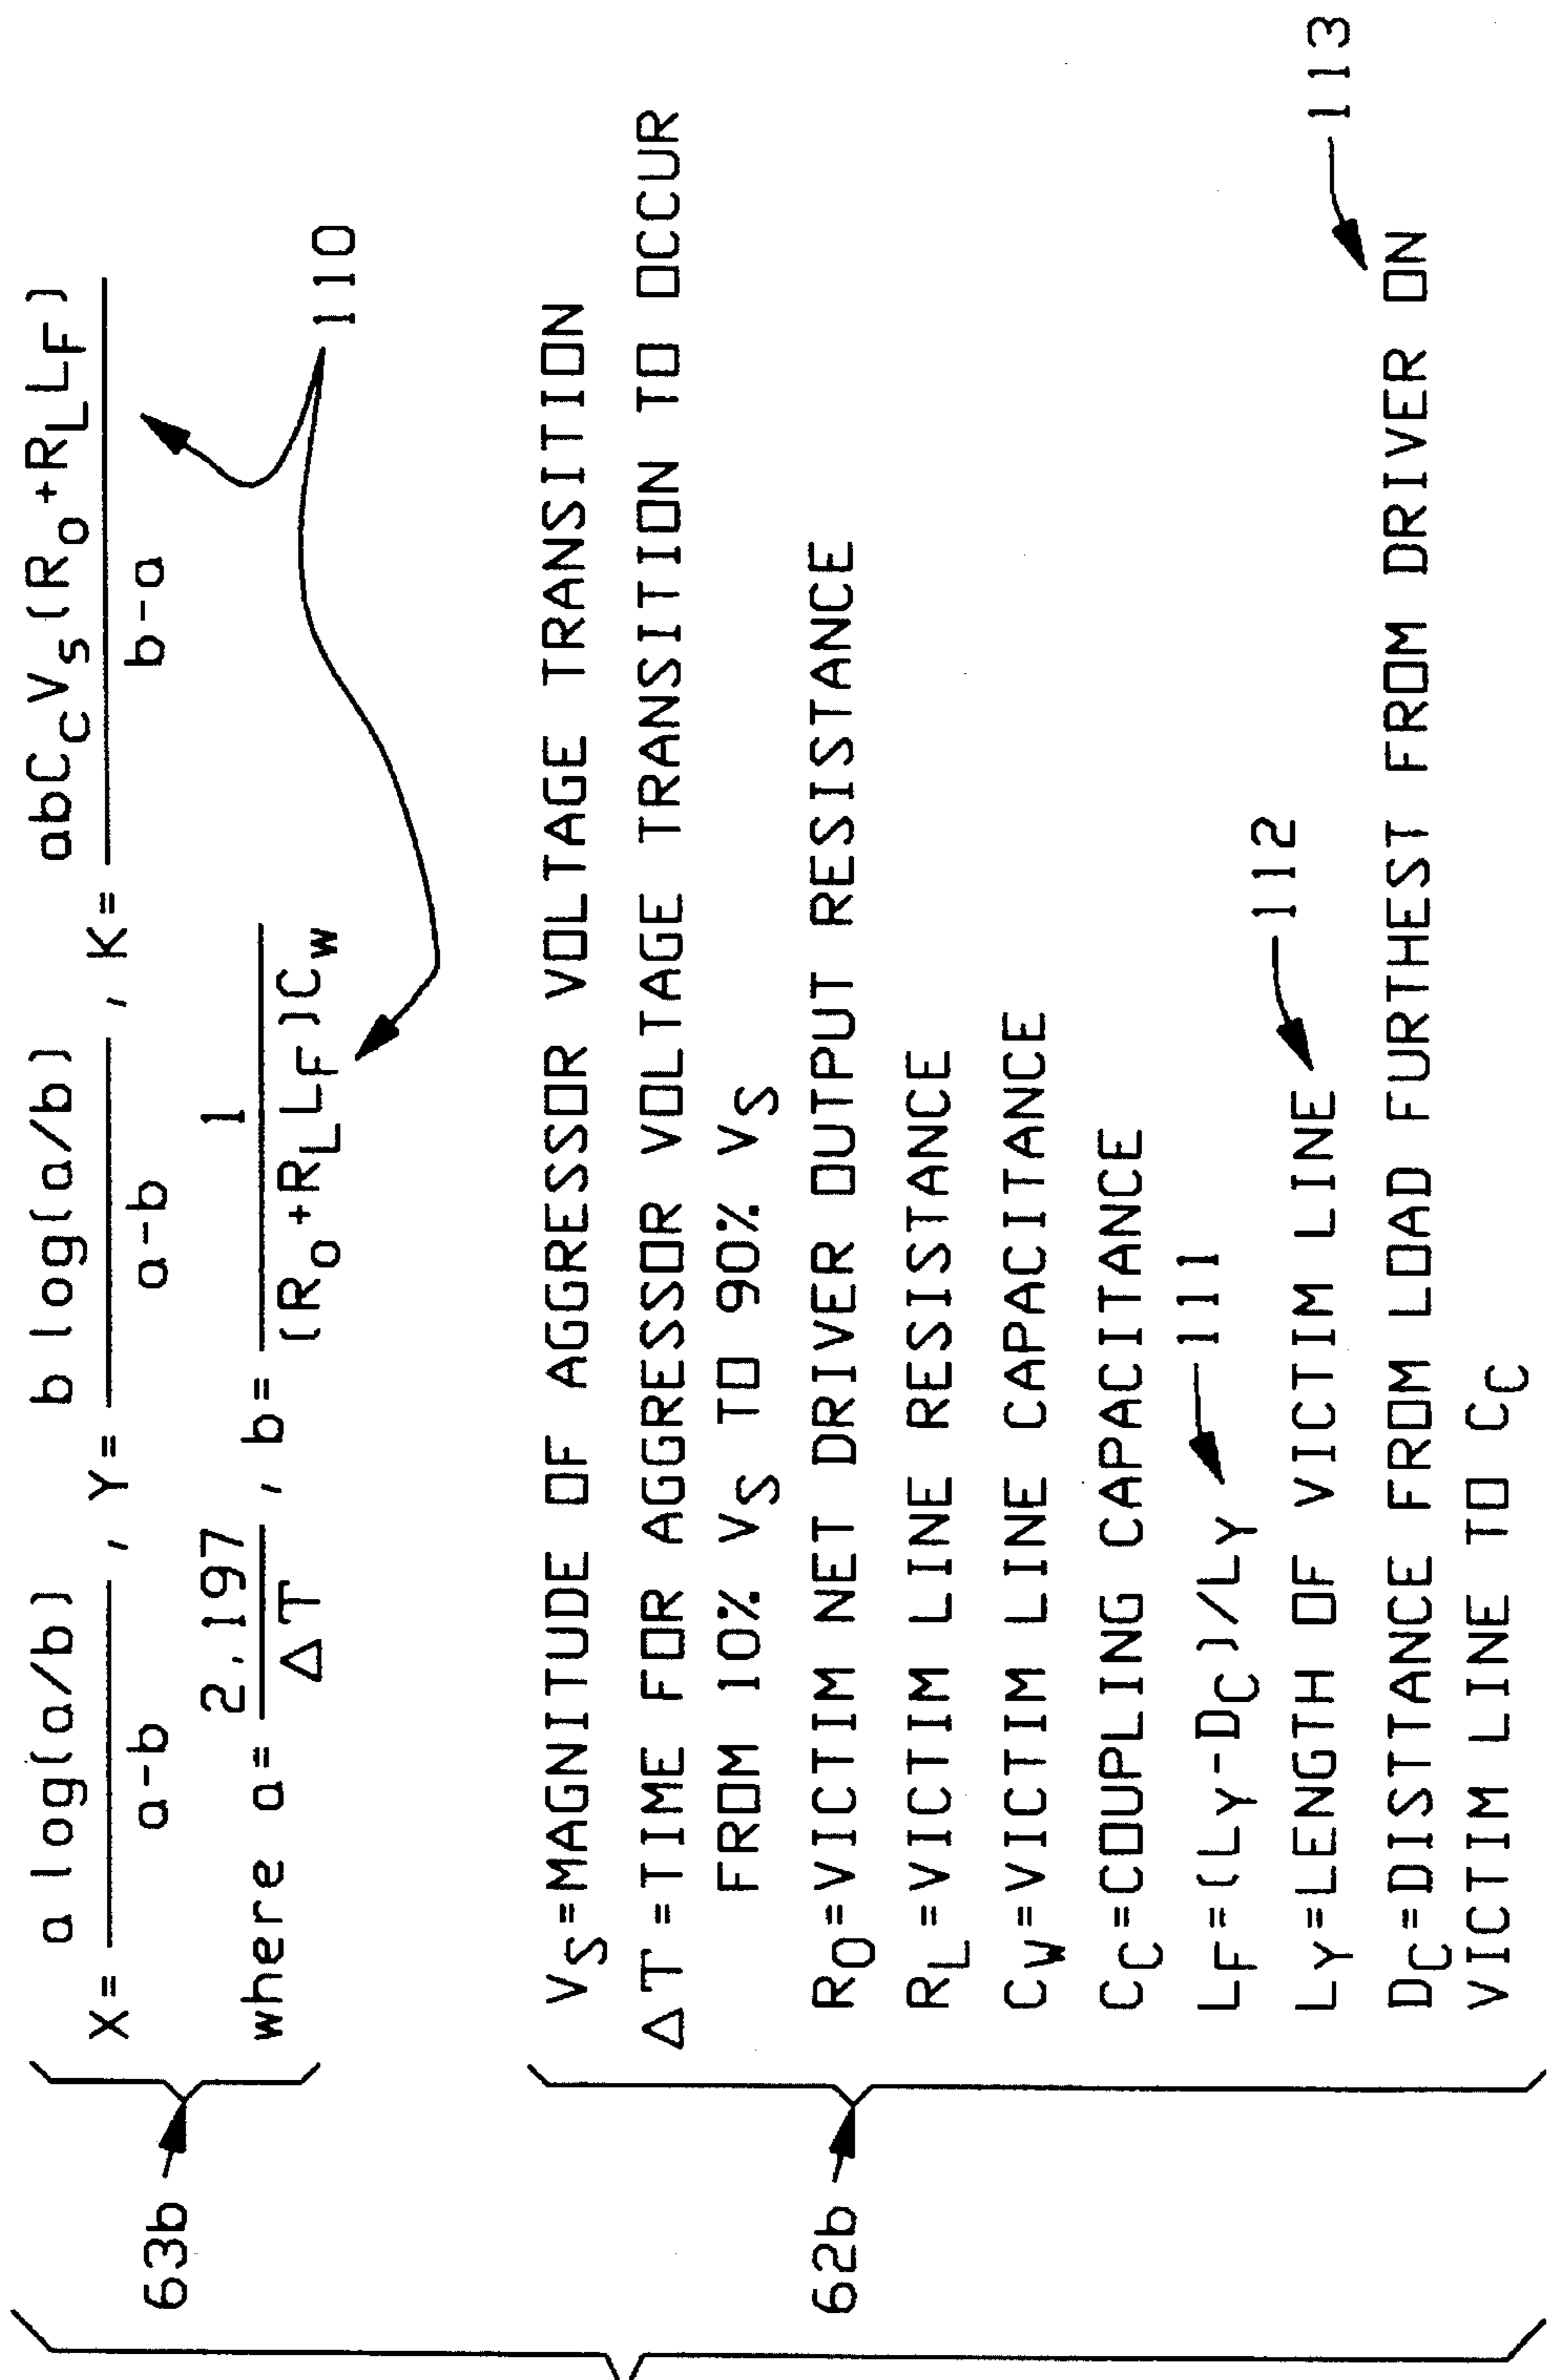 63b
X = a log(a/b) / a-b , Y = b log(a/b) / a-b , K = abC_C V_S (R_O + R_L L_F) / b-a
where a = 2.197 / ΔT , b = 1 / (R_O + R_L L_F) C_W
110
62b
V_S = MAGNITUDE OF AGGRESSOR VOLTAGE TRANSITION
ΔT = TIME FOR AGGRESSOR VOLTAGE TRANSITION TO OCCUR
FROM 10% V_S TO 90% V_S
R_O = VICTIM NET DRIVER OUTPUT RESISTANCE
R_L = VICTIM LINE RESISTANCE
C_W = VICTIM LINE CAPACITANCE
C_C = COUPLING CAPACITANCE
L_F = (L_Y - D_C)/L_Y 111
L_Y = LENGTH OF VICTIM LINE 112
D_C = DISTTANCE FROM LOAD FURTHEST FROM DRIVER ON 113
VICTIM LINE TO C_C